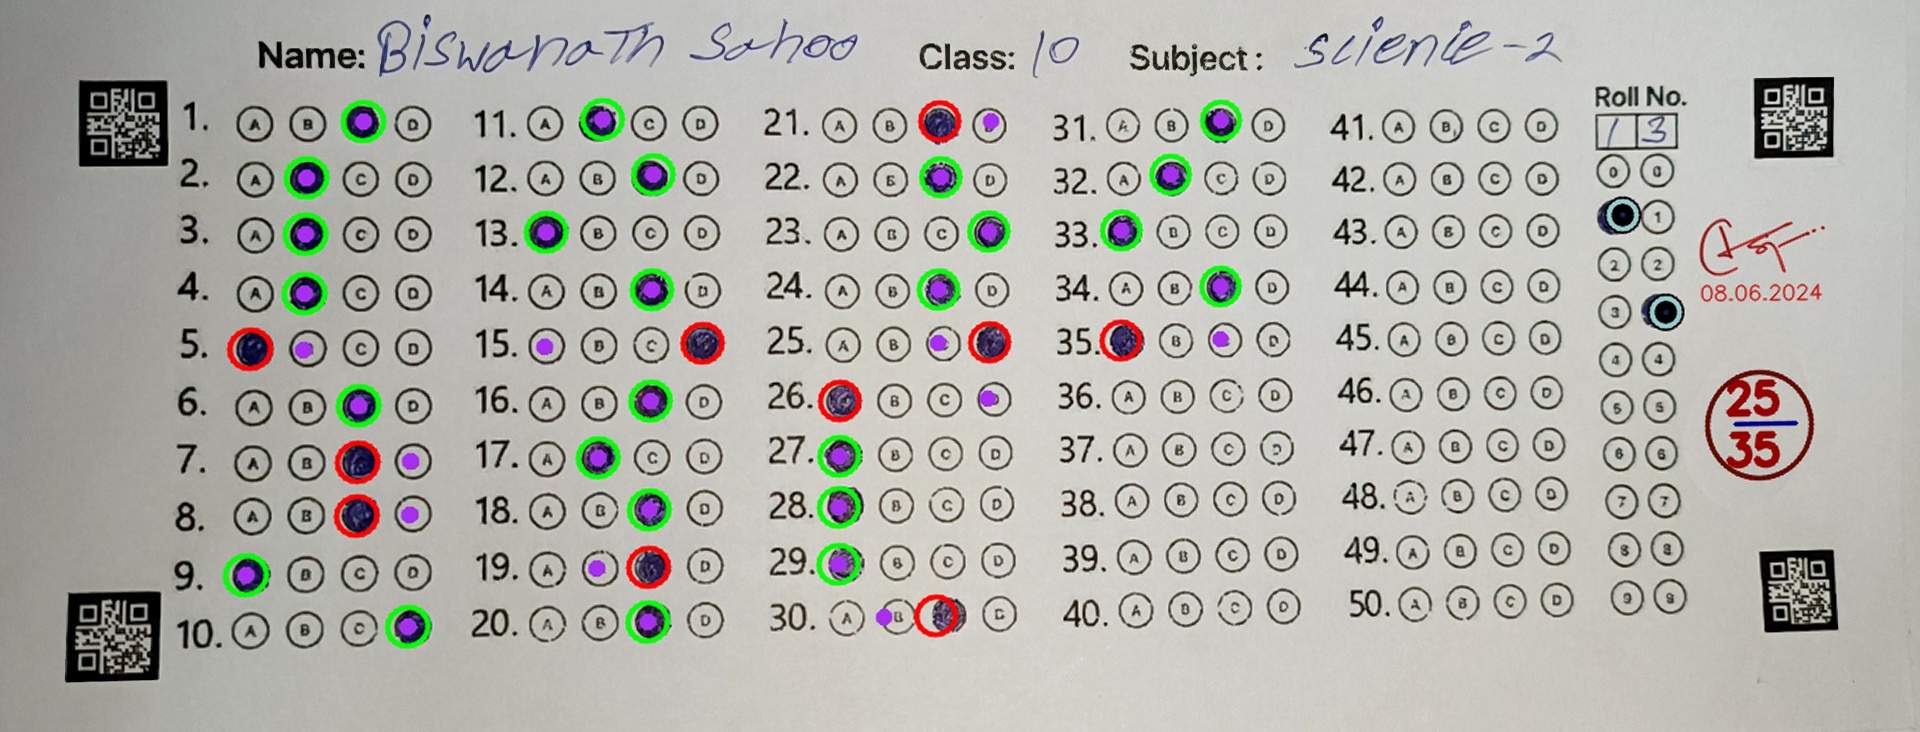 Name: Biswanath Sahoo Class: 10 Subject: scienie-2
1. A B D
2. A C D
3. A C D
4. A C D
5. C D
6. A B D
7. A B
8. A B
9. B C D
10. A B C
11. A C D
12. A B D
13. B C D
14. A B D
15. B C
16. A B D
17. A C D
18. A B D
19. A D
20. A B D
21. A B
22. A B D
23. A B C
24. A B D
25. A B
26. B C
27. B C D
28. B C D
29. B C D
30. A B
31. A B D
32. A C D
33. B C D
34. A B D
35. B D
36. A B C D
37. A B C D
38. A B C D
39. A B C D
40. A B C D
41. A B C D
42. A B C D
43. A B C D
44. A B C D
45. A B C D
46. A B C D
47. A B C D
48. A B C D
49. A B C D
50. A B C D
Roll No.
1 3
0 0
1
2 2
3
4 4
5 5
6 6
7 7
8 8
9 9
08.06.2024
25
35